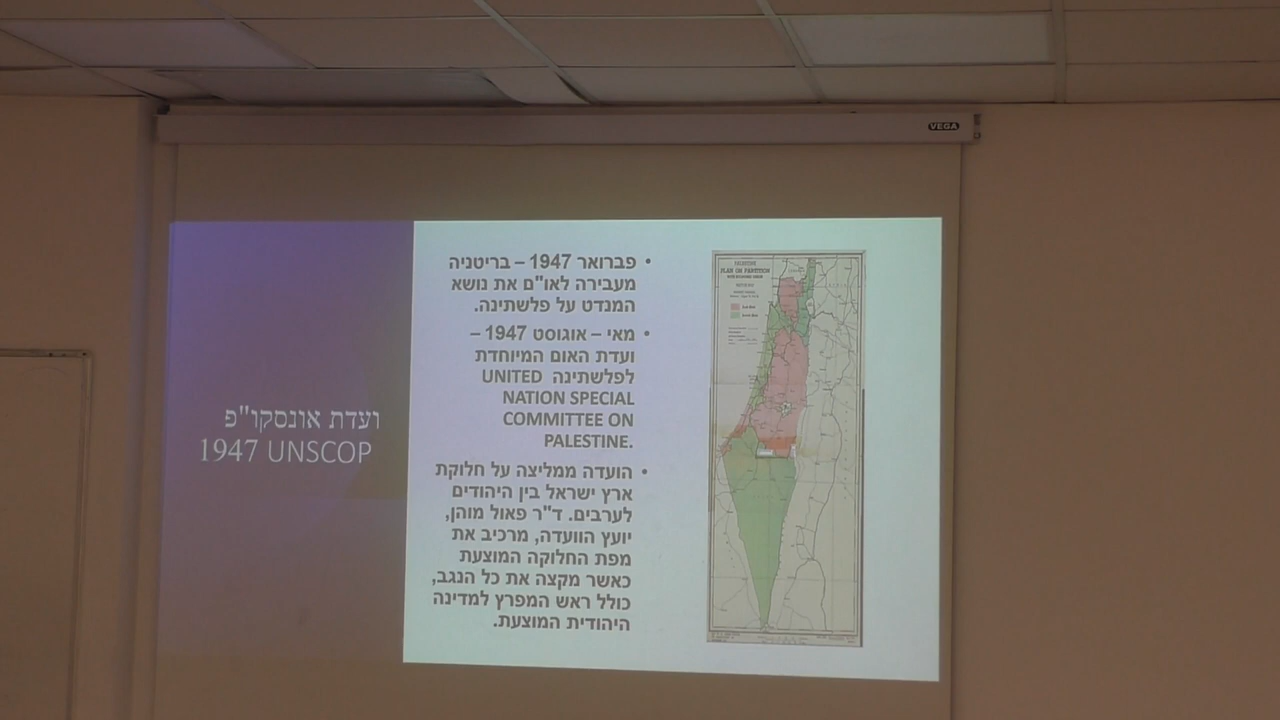 VEGA
ועדת אונסקו"פ
1947 UNSCOP
• פברואר 1947 – בריטניה
מעבירה לאו"ם את נושא
המנדט על פלשתינה.
• מאי – אוגוסט 1947 –
ועדת האום המיוחדת
לפלשתינה UNITED
NATION SPECIAL
COMMITTEE ON
PALESTINE.
• הועדה ממליצה על חלוקת
ארץ ישראל בין היהודים
לערבים. ד"ר פאול מוהן,
יועץ הוועדה, מרכיב את
מפת החלוקה המוצעת
כאשר מקצה את כל הנגב,
כולל ראש המפרץ למדינה
היהודית המוצעת.
PALESTINE
PLAN OF PARTITION